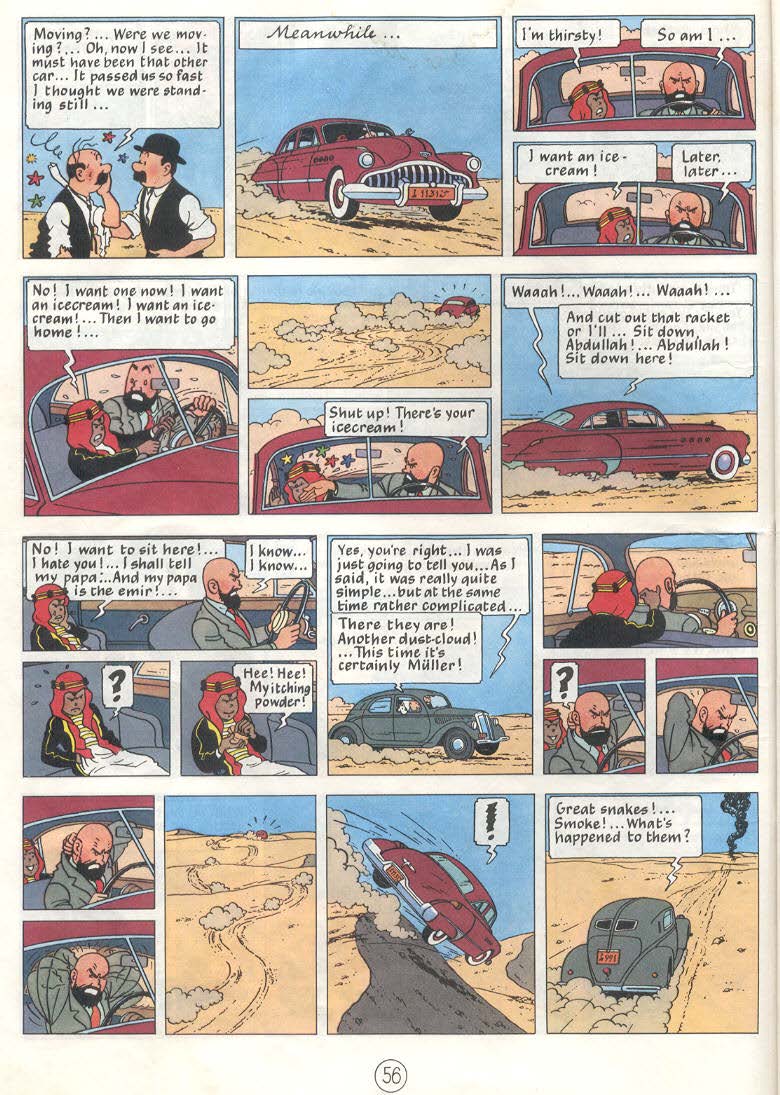 Moving?... Were we mov-
ing?... Oh, now I see... It
must have been that other
car... It passed us so fast
I thought we were stand-
ing still...
Meanwhile ...
I'm thirsty!
So am I ...
I want an ice-
cream!
Later,
later...
No! I want one now! I want
an icecream! I want an ice-
cream!... Then I want to go
home!...
Shut up! There's your
icecream!
Waaah!... Waaah!... Waaah! ...
And cut out that racket
or I'll ... Sit down,
Abdullah!... Abdullah!
Sit down here!
No! I want to sit here!...
I hate you!... I shall tell
my papa!...And my papa
is the emir!...
I know...
I know...
?
Hee! Hee!
My itching
powder!
Yes, you're right... I was
just going to tell you...As I
said, it was really quite
simple...but at the same
time rather complicated...
There they are!
Another dust-cloud!
...This time it's
certainly Müller!
?
!
Great snakes!...
Smoke!...What's
happened to them?
56